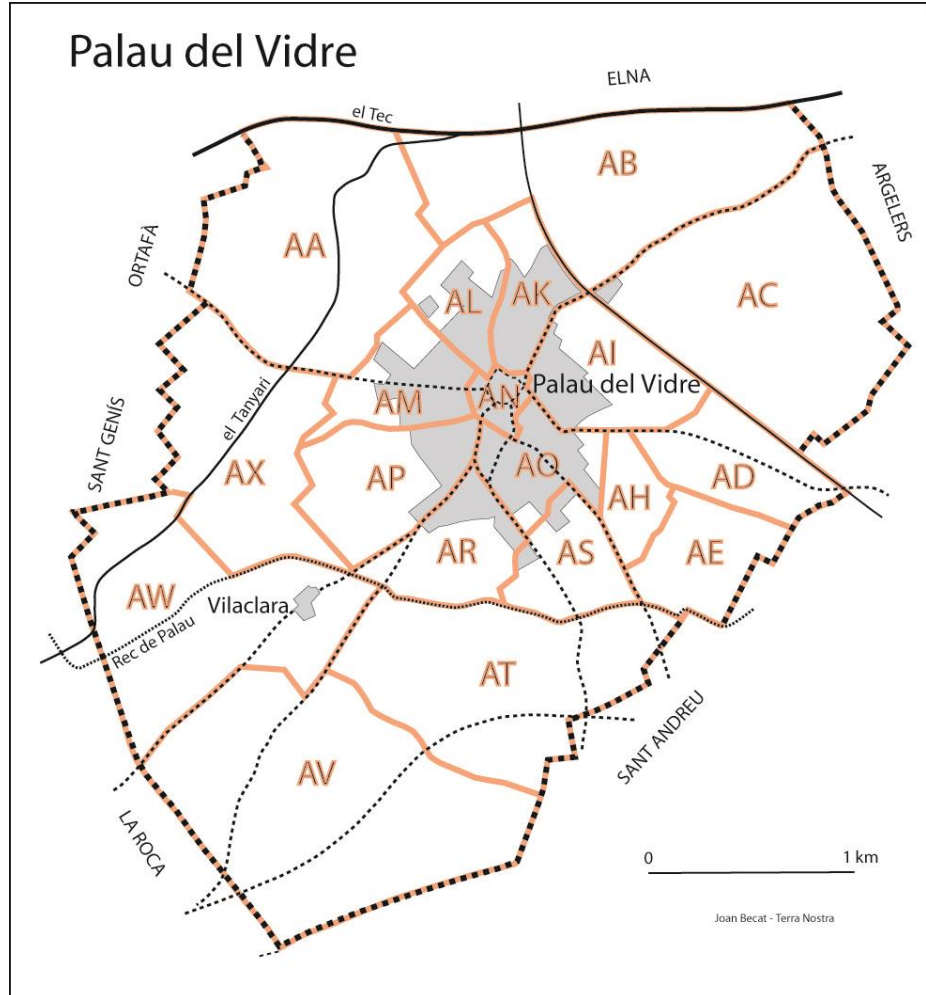 Palau del Vidre
ELNA
el Tec
AB
ARGELERS
ORTAFÀ
AA
AL
AK
AC
AI
Palau del Vidre
AM
AN
el Tanyari
SANT GENÍS
AX
AP
AO
AH
AD
AR
AS
AE
AW
Vilaclara
Rec de Palau
AT
SANT ANDREU
AV
LA ROCA
0 1 km
Joan Becat - Terra Nostra